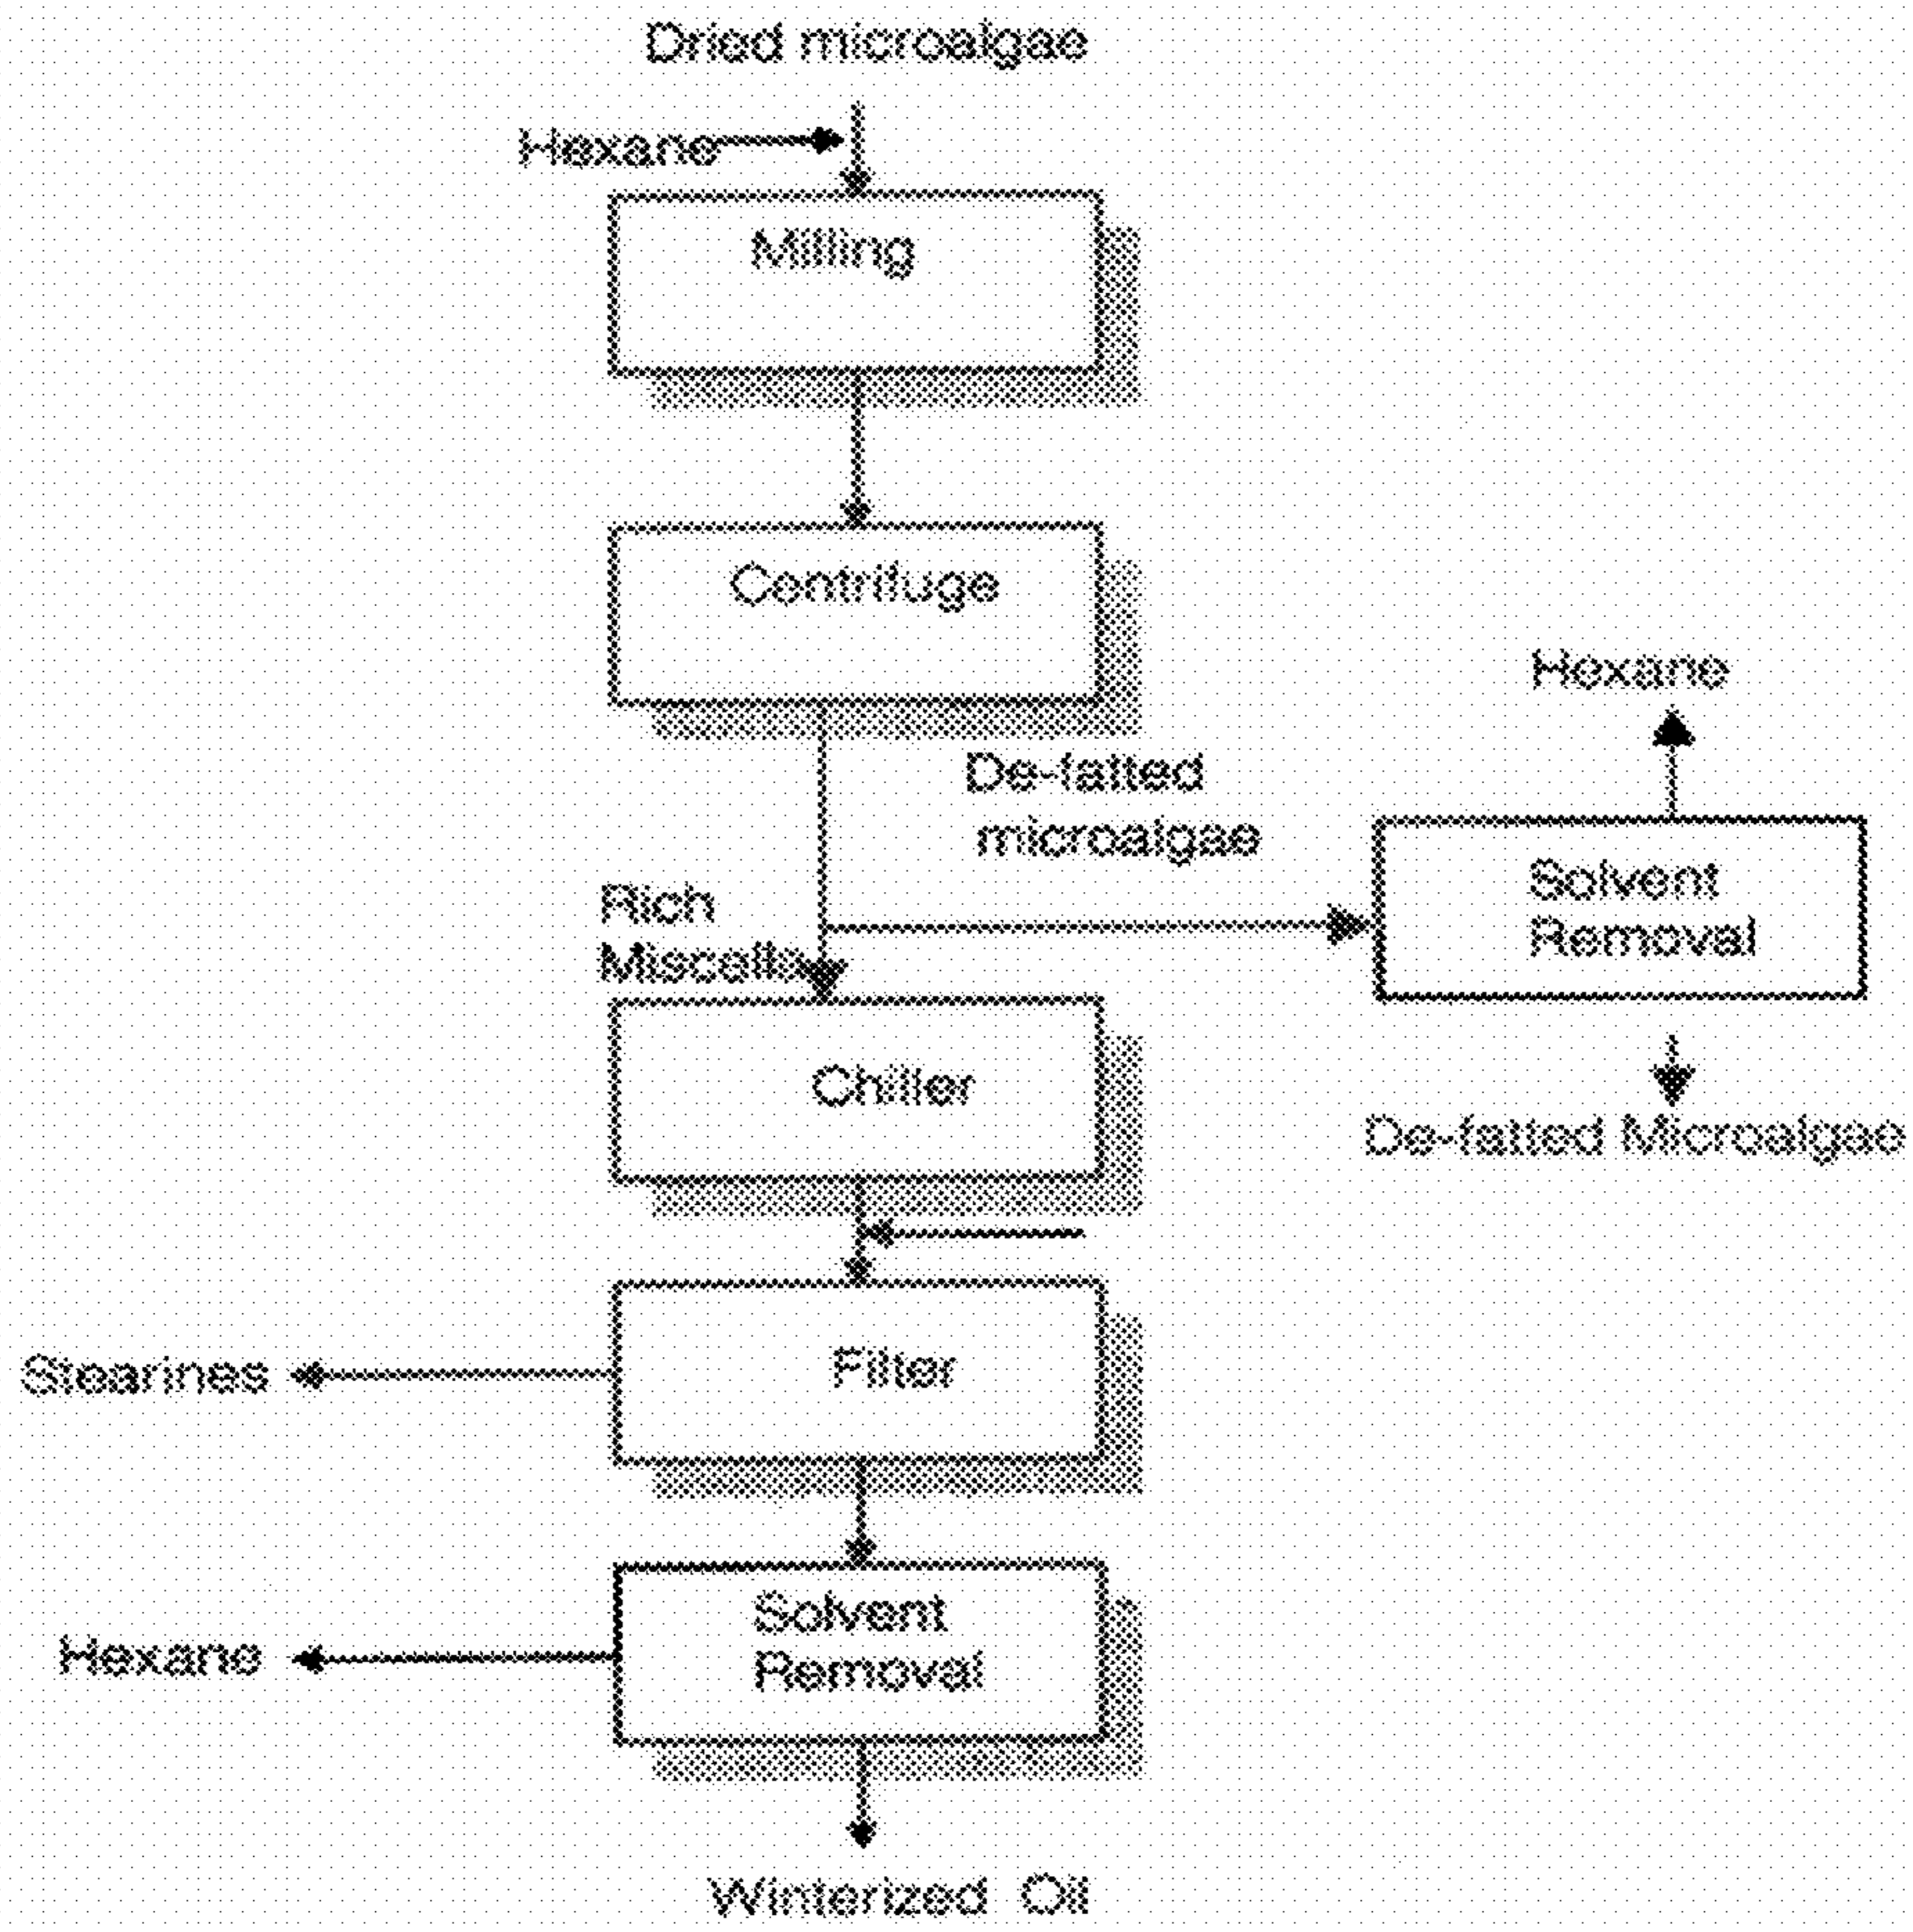 Dried microalgae
Hexane
Milling
Centrifuge
Hexane
De-fatted
microalgae
Solvent
Removal
Rich
Miscella
Chiller
De-fatted Microalgae
Filter
Stearines
Solvent
Removal
Hexane
Winterized Oil